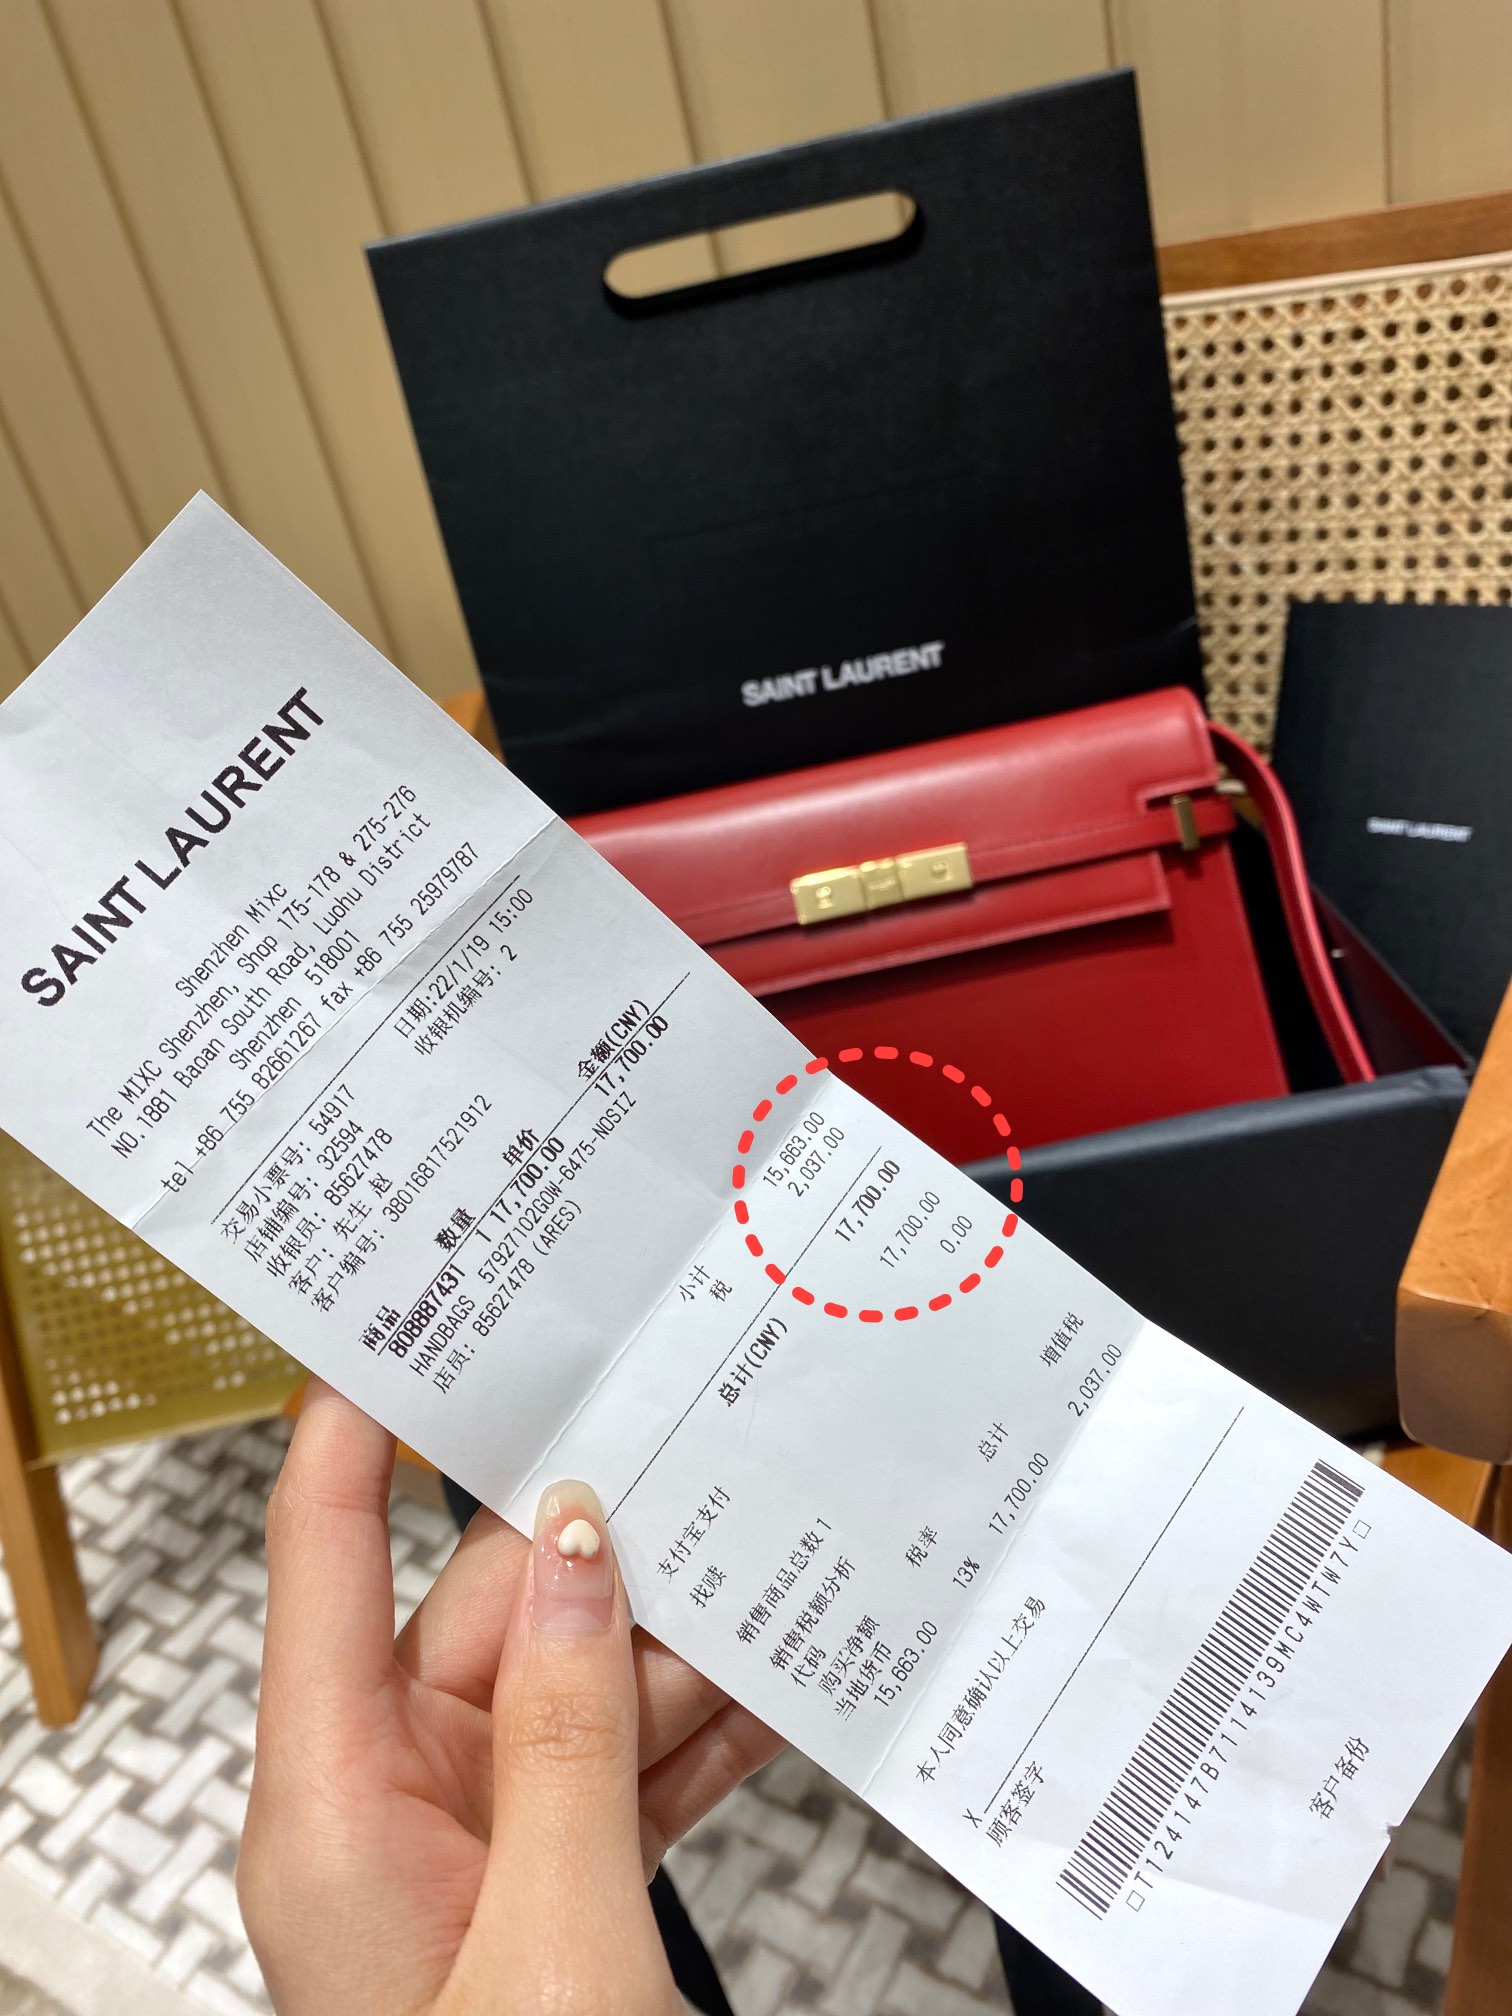 SAINT LAURENT
Shenzhen Mixc
The MIXC Shenzhen, Shop 175-178 & 275-276
NO.1881 Baoan South Road, Luohu District
Shenzhen 518001
tel +86 755 82661267 fax +86 755 25979787
交易小票号: 54917 日期:22/1/19 15:00
店铺编号: 32594 收银机编号: 2
收银员: 85627478
客户: 先生 赵
客户编号: 38016817521912
商品 数量 单价 金额(CNY)
808887431 1 17,700.00 17,700.00
HANDBAGS 57927102GOW-6475-NOSIZ
店员: 85627478 (ARES)
小计 15,663.00
税 2,037.00
总计(CNY) 17,700.00
支付宝支付 17,700.00
找赎 0.00
销售商品总数 1
销售税额分析
代码 税率 总计 增值税
购买净额 13% 17,700.00 2,037.00
当地货币
15,663.00
本人同意确认以上交易
X
顾客签字
T124147B7114139MC4WTW7Y
客户备份
SAINT LAURENT
SAINT LAURENT